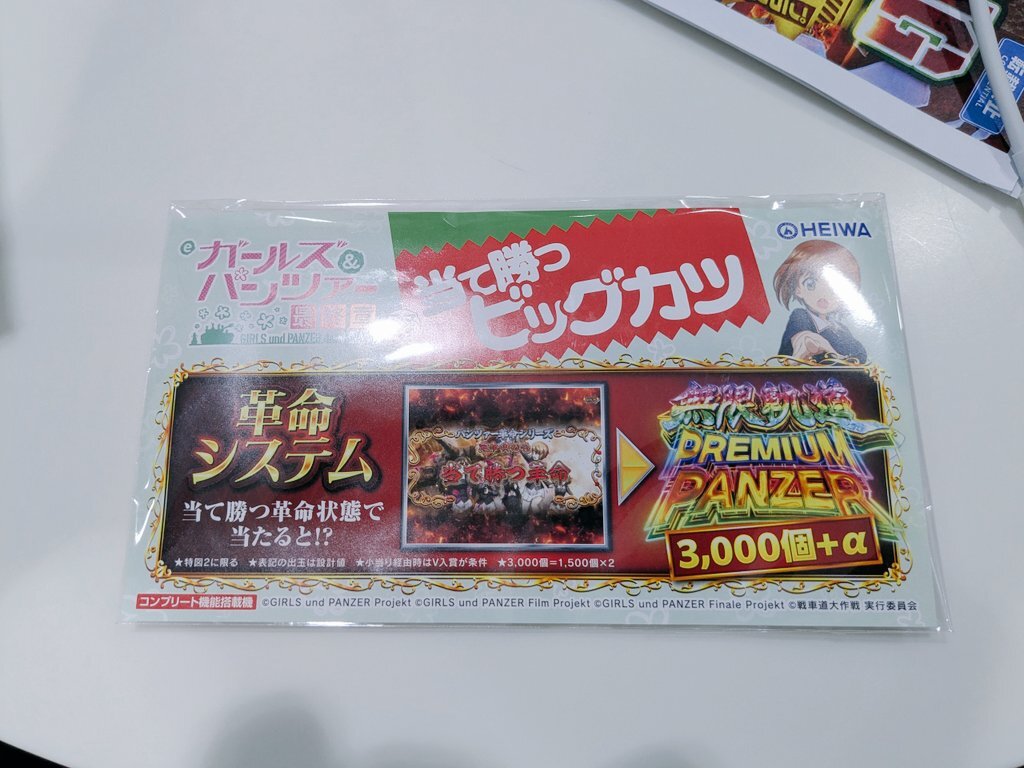 e ガールズ&
パンツァー
GIRLS und PANZER
当て勝つ
ビッグカツ
HEIWA
革命
システム
当て勝つ革命状態で
当たると!?
当て勝つ革命
無限軌道
PREMIUM
PANZER
3,000個+α
★特図2に限る ★表記の出玉は設計値 ★小当り経由時はV入賞が条件 ★3,000個=1,500個×2
コンプリート機能搭載機 ©GIRLS und PANZER Projekt ©GIRLS und PANZER Film Projekt ©GIRLS und PANZER Finale Projekt ©戦車道大作戦 実行委員会